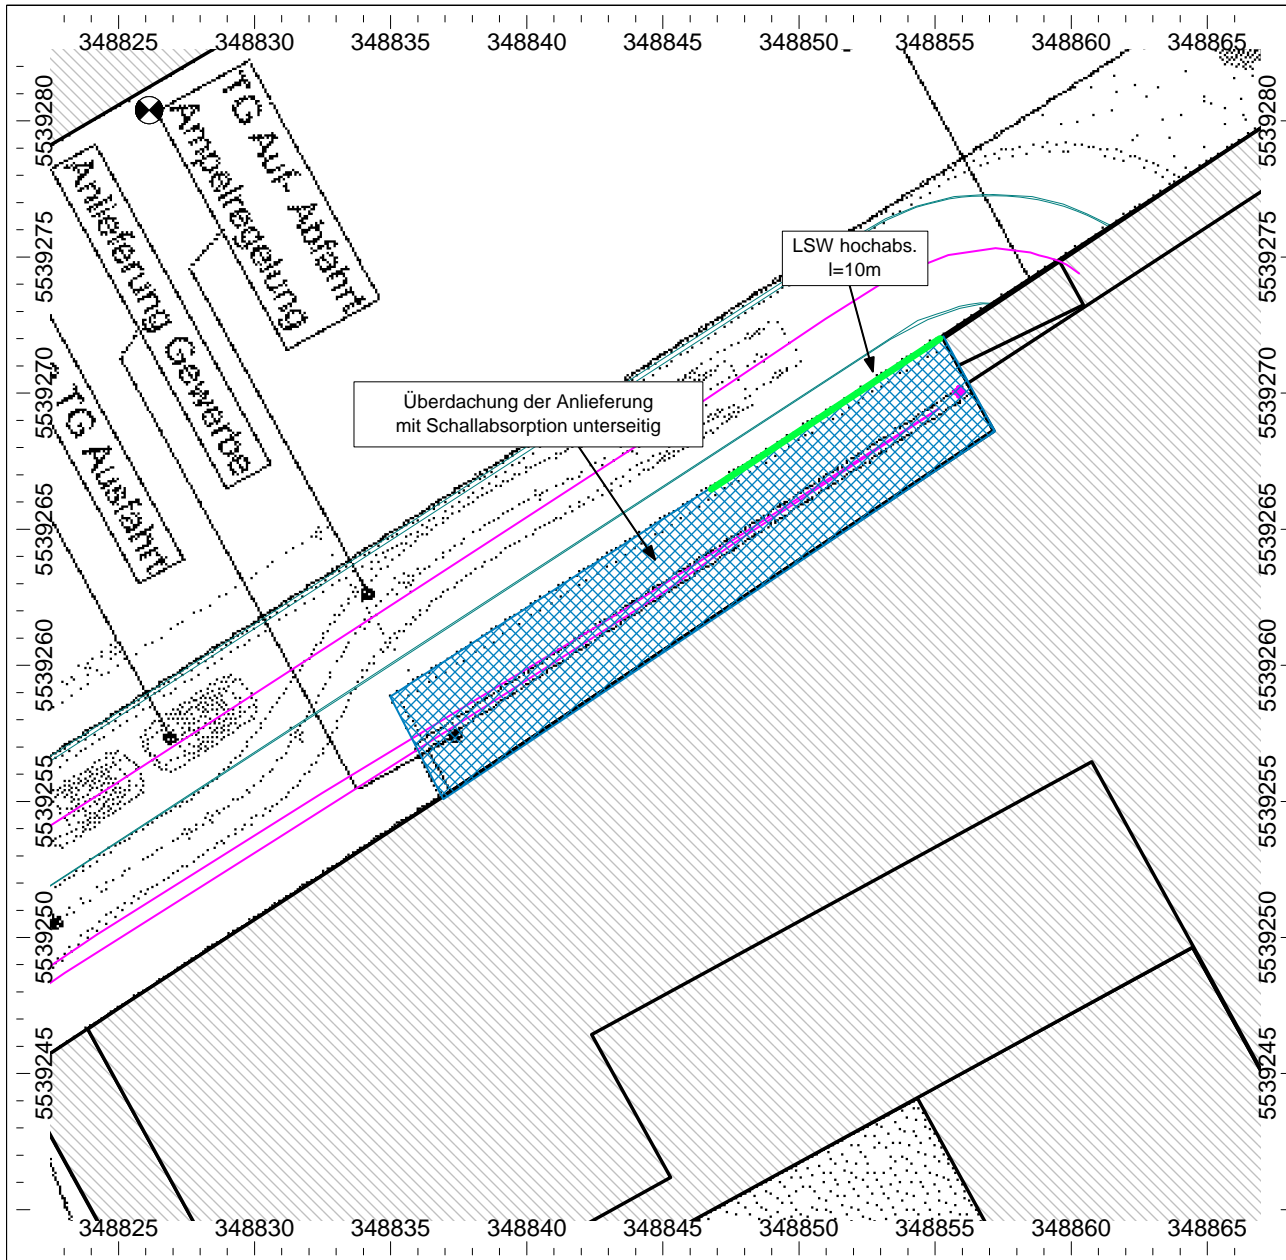 348825 348830 348835 348840 348845 348850 348855 348860 348865
5539280
5539275
5539270
5539265
5539260
5539255
5539250
5539245
TG Auf- Abfahrt
Ampelregelung
Anlieferung Gewerbe
TG Ausfahrt
LSW hochabs.
l=10m
Überdachung der Anlieferung
mit Schallabsorption unterseitig
5539280
5539275
5539270
5539265
5539260
5539255
5539250
5539245
348825 348830 348835 348840 348845 348850 348855 348860 348865